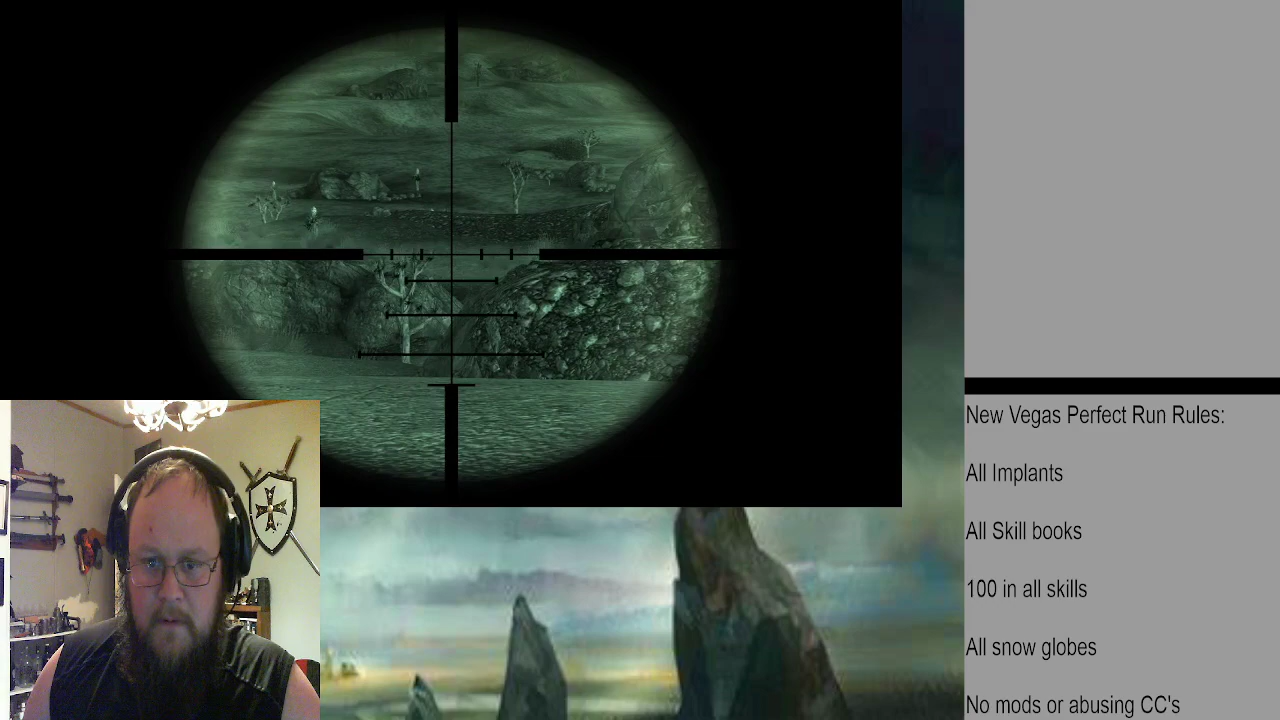 New Vegas Perfect Run Rules:
All Implants
All Skill books
100 in all skills
All snow globes
No mods or abusing CC's